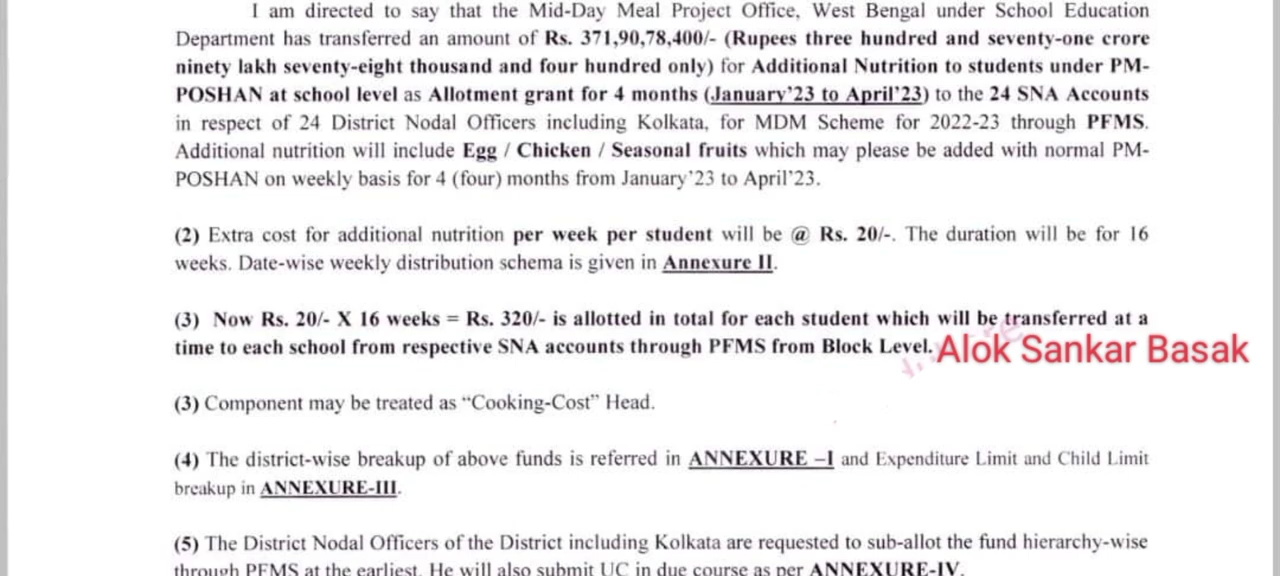 I am directed to say that the Mid-Day Meal Project Office, West Bengal under School Education
Department has transferred an amount of Rs. 371,90,78,400/- (Rupees three hundred and seventy-one crore
ninety lakh seventy-eight thousand and four hundred only) for Additional Nutrition to students under PM-
POSHAN at school level as Allotment grant for 4 months (January’23 to April’23) to the 24 SNA Accounts
in respect of 24 District Nodal Officers including Kolkata, for MDM Scheme for 2022-23 through PFMS.
Additional nutrition will include Egg / Chicken / Seasonal fruits which may please be added with normal PM-
POSHAN on weekly basis for 4 (four) months from January’23 to April’23.
(2) Extra cost for additional nutrition per week per student will be @ Rs. 20/-. The duration will be for 16
weeks. Date-wise weekly distribution schema is given in Annexure II.
(3) Now Rs. 20/- X 16 weeks = Rs. 320/- is allotted in total for each student which will be transferred at a
time to each school from respective SNA accounts through PFMS from Block Level. Alok Sankar Basak
(3) Component may be treated as “Cooking-Cost” Head.
(4) The district-wise breakup of above funds is referred in ANNEXURE –I and Expenditure Limit and Child Limit
breakup in ANNEXURE-III.
(5) The District Nodal Officers of the District including Kolkata are requested to sub-allot the fund hierarchy-wise
through PFMS at the earliest. He will also submit UC in due course as per ANNEXURE-IV.